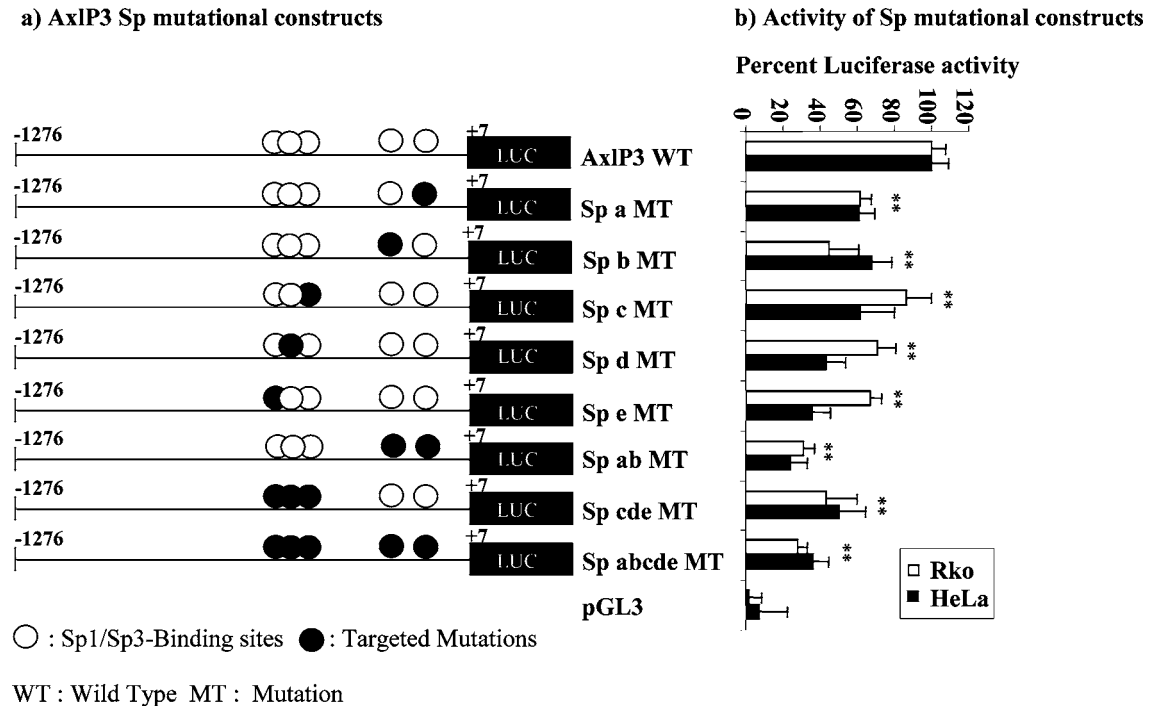 a) AxlP3 Sp mutational constructs
b) Activity of Sp mutational constructs
Percent Luciferase activity
0 20 40 60 80 100 120
-1276 +7 LUC AxlP3 WT
-1276 +7 LUC Sp a MT **
-1276 +7 LUC Sp b MT **
-1276 +7 LUC Sp c MT **
-1276 +7 LUC Sp d MT **
-1276 +7 LUC Sp e MT **
-1276 +7 LUC Sp ab MT **
-1276 +7 LUC Sp cde MT **
-1276 +7 LUC Sp abcde MT **
pGL3
Rko
HeLa
: Sp1/Sp3-Binding sites : Targeted Mutations
WT : Wild Type MT : Mutation